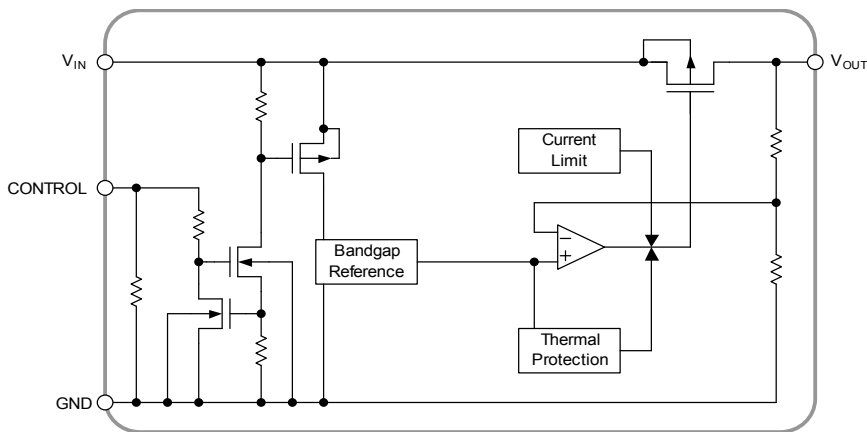 V_IN
V_OUT
Current
Limit
CONTROL
−
+
Bandgap
Reference
Thermal
Protection
GND